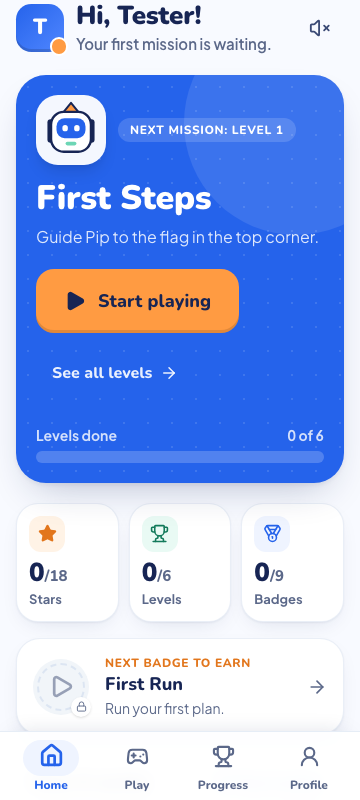 T
Hi, Tester!
Your first mission is waiting.
NEXT MISSION: LEVEL 1
First Steps
Guide Pip to the flag in the top corner.
Start playing
See all levels
Levels done 0 of 6
0/18 0/6 0/9
Stars Levels Badges
NEXT BADGE TO EARN
First Run
Run your first plan.
Home Play Progress Profile